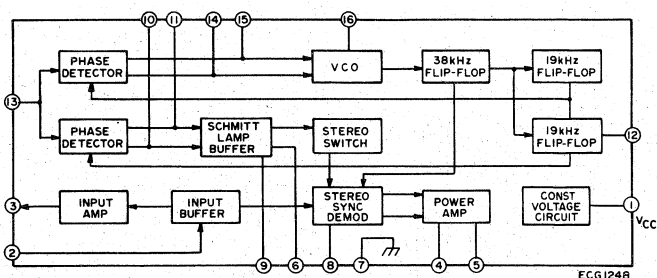 10 11 14 15 16
PHASE
DETECTOR
VCO
38kHz
FLIP-FLOP
19kHz
FLIP-FLOP
13
PHASE
DETECTOR
SCHMITT
LAMP
BUFFER
STEREO
SWITCH
19kHz
FLIP-FLOP
12
3
INPUT
AMP
INPUT
BUFFER
STEREO
SYNC
DEMOD
POWER
AMP
CONST
VOLTAGE
CIRCUIT
1
VCC
2
9 6 8 7 4 5
ECG1248